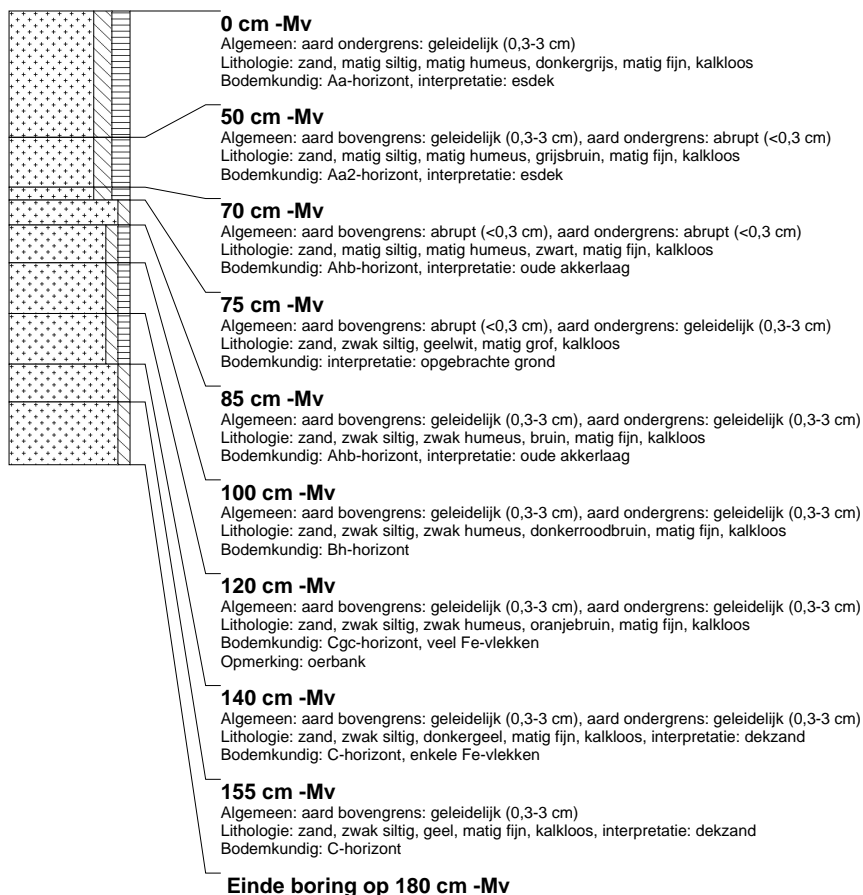 0 cm -Mv
Algemeen: aard ondergrens: geleidelijk (0,3-3 cm)
Lithologie: zand, matig siltig, matig humeus, donkergrijs, matig fijn, kalkloos
Bodemkundig: Aa-horizont, interpretatie: esdek
50 cm -Mv
Algemeen: aard bovengrens: geleidelijk (0,3-3 cm), aard ondergrens: abrupt (<0,3 cm)
Lithologie: zand, matig siltig, matig humeus, grijsbruin, matig fijn, kalkloos
Bodemkundig: Aa2-horizont, interpretatie: esdek
70 cm -Mv
Algemeen: aard bovengrens: abrupt (<0,3 cm), aard ondergrens: abrupt (<0,3 cm)
Lithologie: zand, matig siltig, matig humeus, zwart, matig fijn, kalkloos
Bodemkundig: Ahb-horizont, interpretatie: oude akkerlaag
75 cm -Mv
Algemeen: aard bovengrens: abrupt (<0,3 cm), aard ondergrens: geleidelijk (0,3-3 cm)
Lithologie: zand, zwak siltig, geelwit, matig grof, kalkloos
Bodemkundig: interpretatie: opgebrachte grond
85 cm -Mv
Algemeen: aard bovengrens: geleidelijk (0,3-3 cm), aard ondergrens: geleidelijk (0,3-3 cm)
Lithologie: zand, zwak siltig, zwak humeus, bruin, matig fijn, kalkloos
Bodemkundig: Ahb-horizont, interpretatie: oude akkerlaag
100 cm -Mv
Algemeen: aard bovengrens: geleidelijk (0,3-3 cm), aard ondergrens: geleidelijk (0,3-3 cm)
Lithologie: zand, zwak siltig, zwak humeus, donkerroodbruin, matig fijn, kalkloos
Bodemkundig: Bh-horizont
120 cm -Mv
Algemeen: aard bovengrens: geleidelijk (0,3-3 cm), aard ondergrens: geleidelijk (0,3-3 cm)
Lithologie: zand, zwak siltig, zwak humeus, oranjebruin, matig fijn, kalkloos
Bodemkundig: Cgc-horizont, veel Fe-vlekken
Opmerking: oerbank
140 cm -Mv
Algemeen: aard bovengrens: geleidelijk (0,3-3 cm), aard ondergrens: geleidelijk (0,3-3 cm)
Lithologie: zand, zwak siltig, donkergeel, matig fijn, kalkloos, interpretatie: dekzand
Bodemkundig: C-horizont, enkele Fe-vlekken
155 cm -Mv
Algemeen: aard bovengrens: geleidelijk (0,3-3 cm)
Lithologie: zand, zwak siltig, geel, matig fijn, kalkloos, interpretatie: dekzand
Bodemkundig: C-horizont
Einde boring op 180 cm -Mv